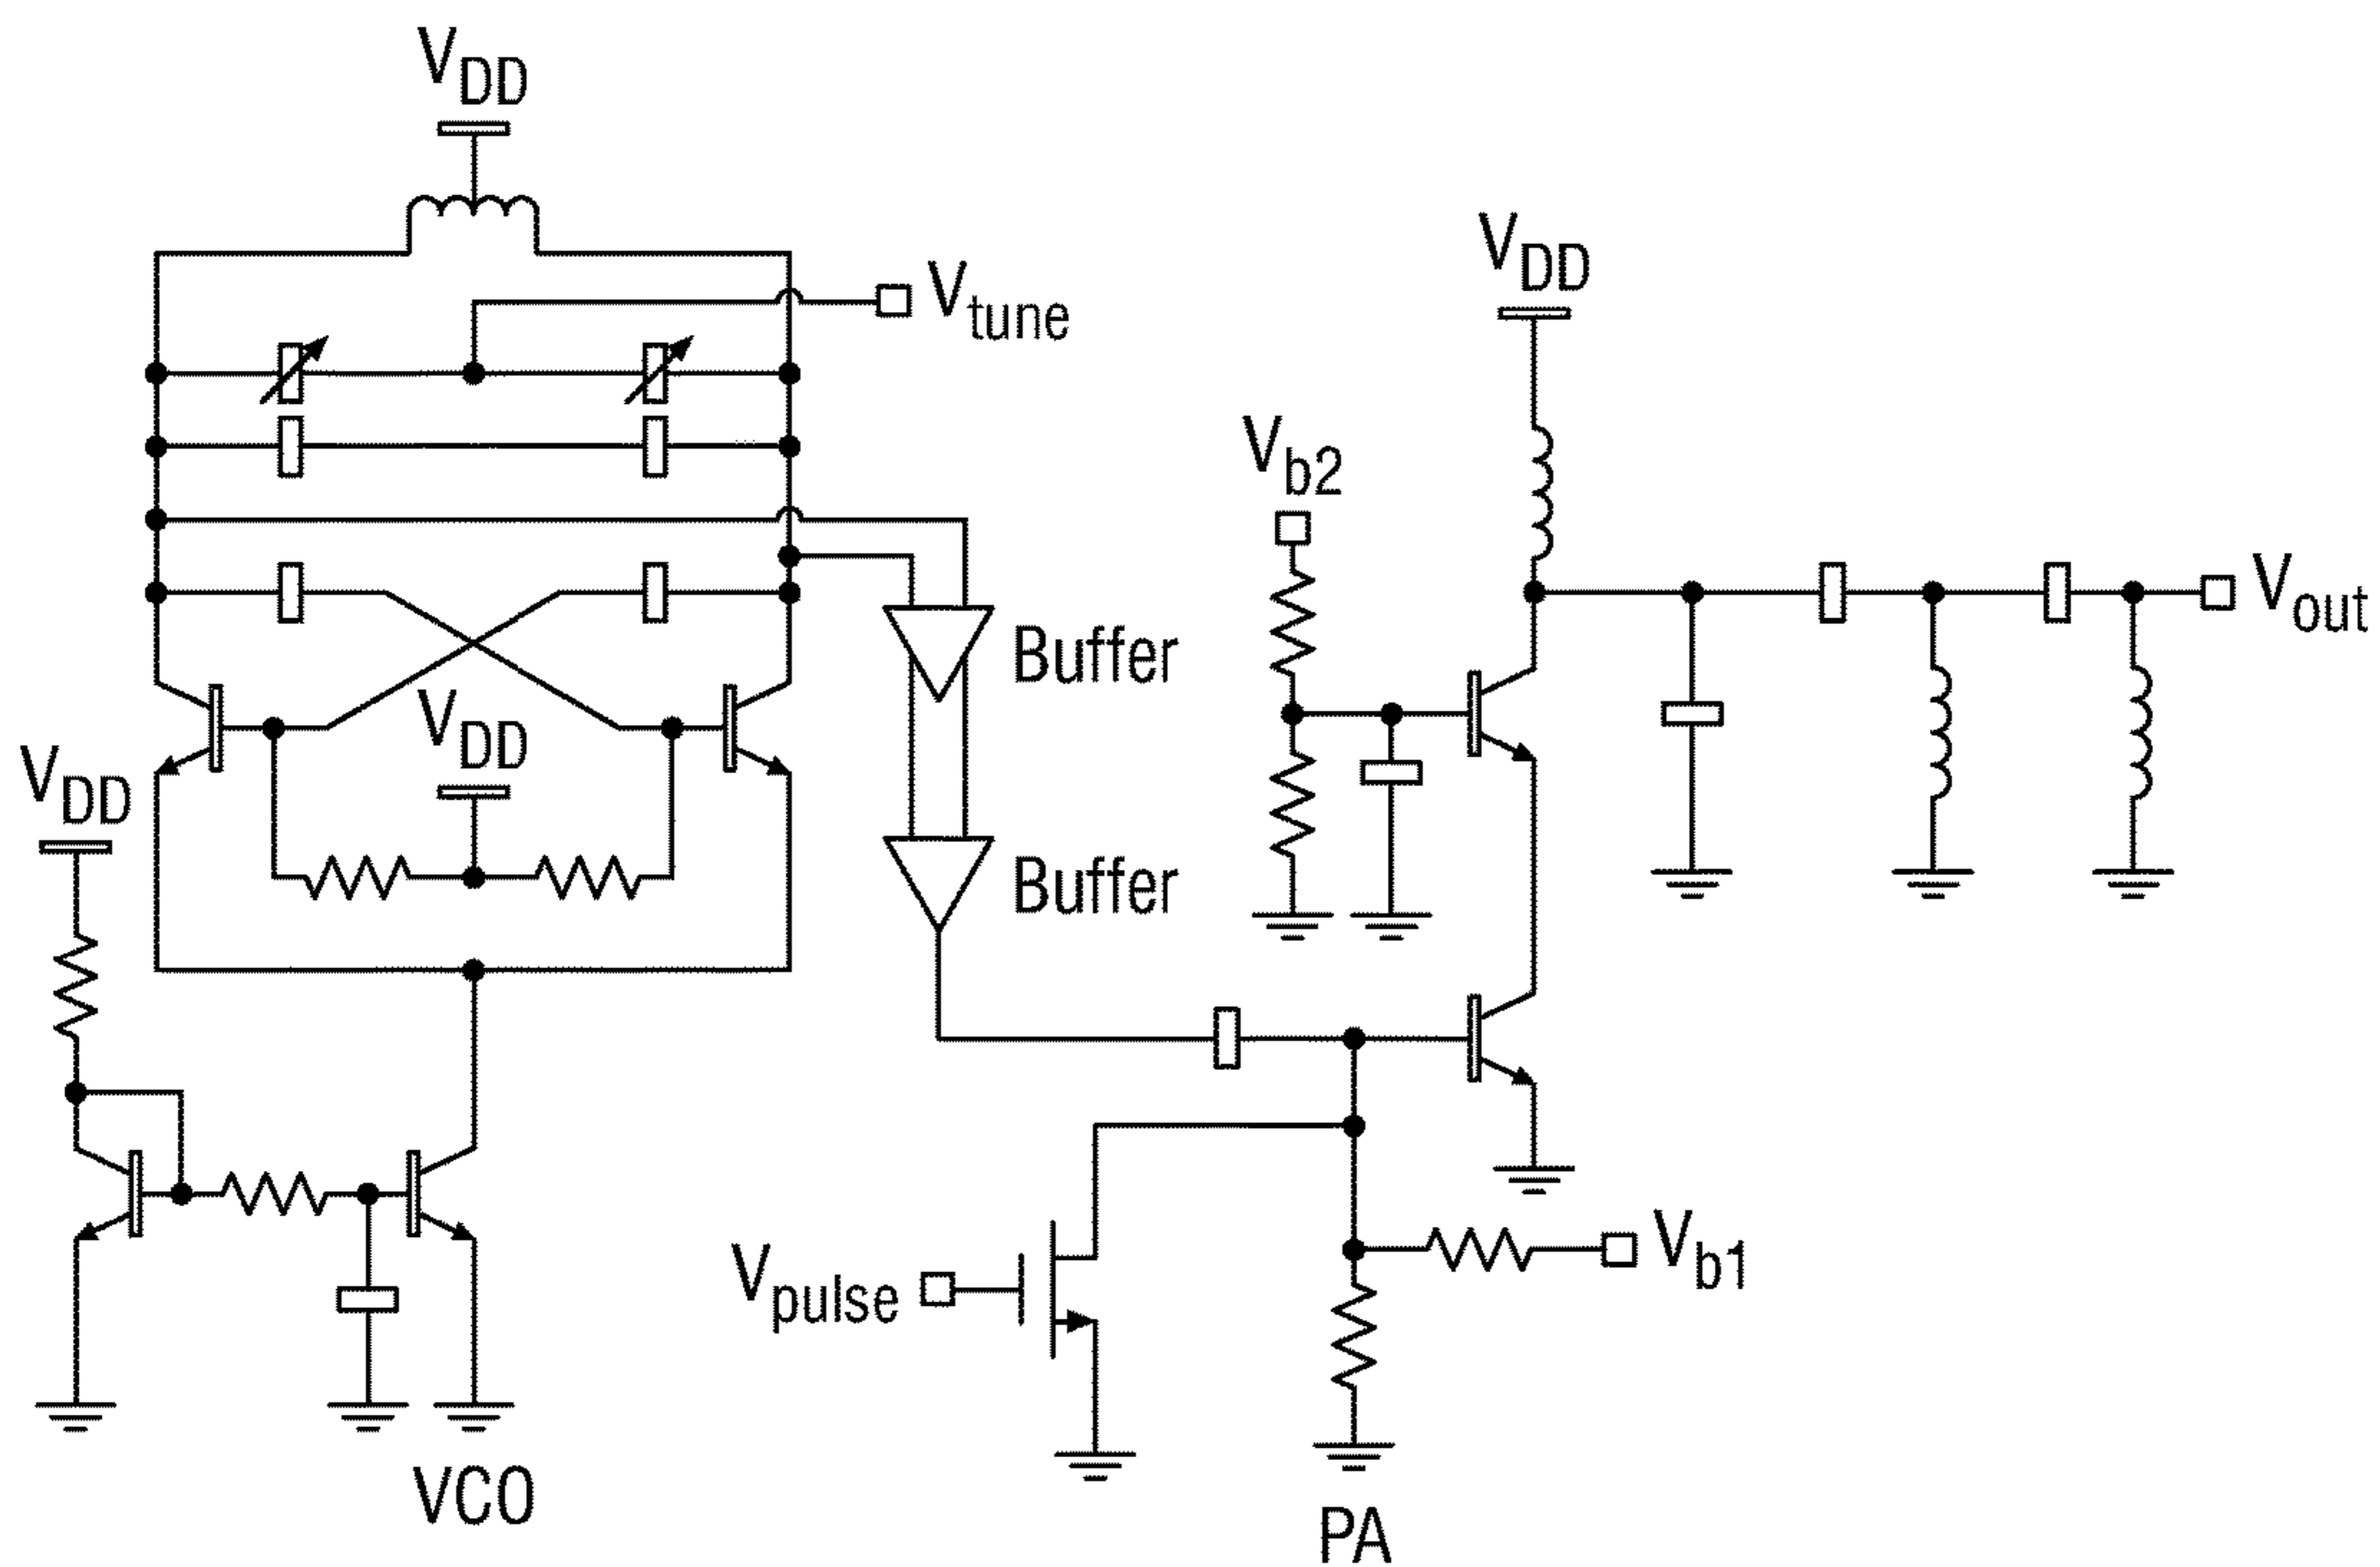 VDD
VDD
Vtune
Vb2
Vout
Buffer
VDD
VDD
Buffer
Vb1
Vpulse
VCO
PA